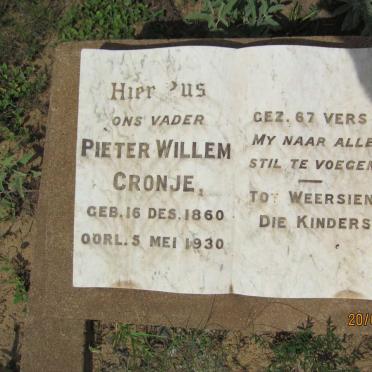 Hier Rus
ONS VADER
PIETER WILLEM
CRONJE,
GEB. 16 DES. 1860
OORL. 5 MEI 1930
GEZ. 67 VERS
MY NAAR ALLE
STIL TE VOEGEN
TOT WEERSIEN
DIE KINDERS